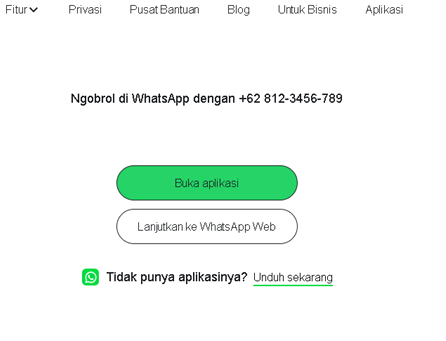 Fitur Privasi Pusat Bantuan Blog Untuk Bisnis Aplikasi
Ngobrol di WhatsApp dengan +62 812-3456-789
Buka aplikasi
Lanjutkan ke WhatsApp Web
Tidak punya aplikasinya? Unduh sekarang